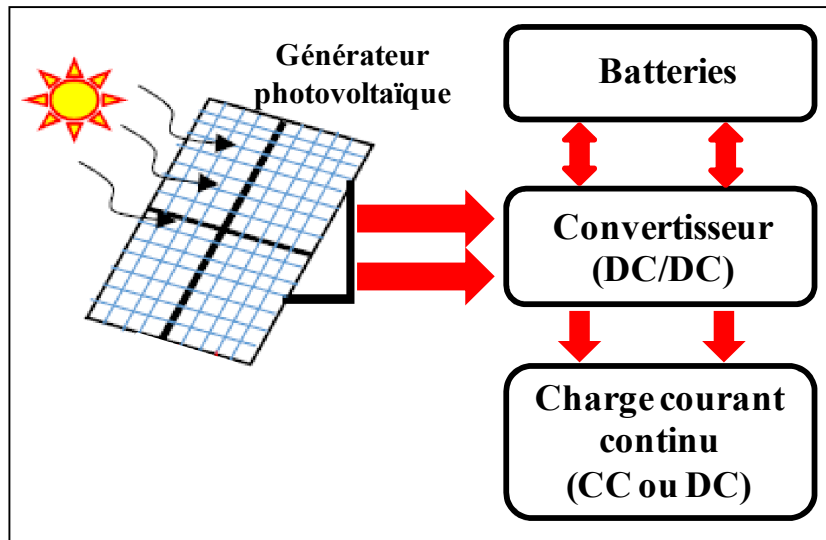 Générateur
photovoltaïque
Batteries
Convertisseur
(DC/DC)
Charge courant
continu
(CC ou DC)